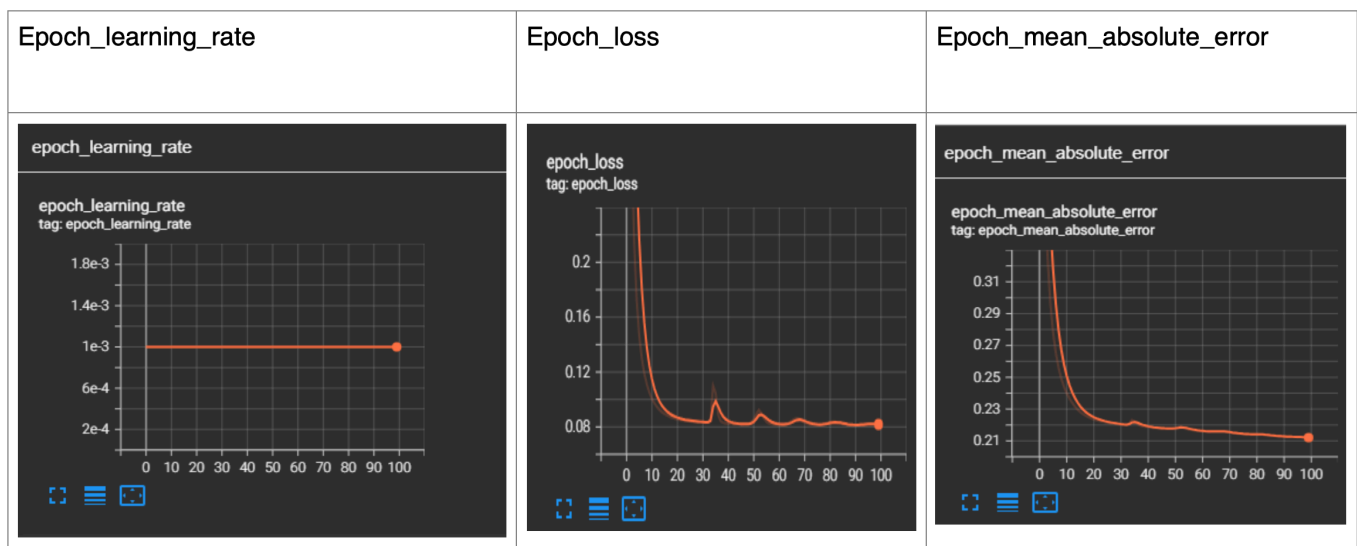 Epoch_learning_rate
Epoch_loss
Epoch_mean_absolute_error
epoch_learning_rate
epoch_learning_rate
tag: epoch_learning_rate
1.8e-3
1.4e-3
1e-3
6e-4
2e-4
0 10 20 30 40 50 60 70 80 90 100
epoch_loss
tag: epoch_loss
0.2
0.16
0.12
0.08
0 10 20 30 40 50 60 70 80 90 100
epoch_mean_absolute_error
epoch_mean_absolute_error
tag: epoch_mean_absolute_error
0.31
0.29
0.27
0.25
0.23
0.21
0 10 20 30 40 50 60 70 80 90 100